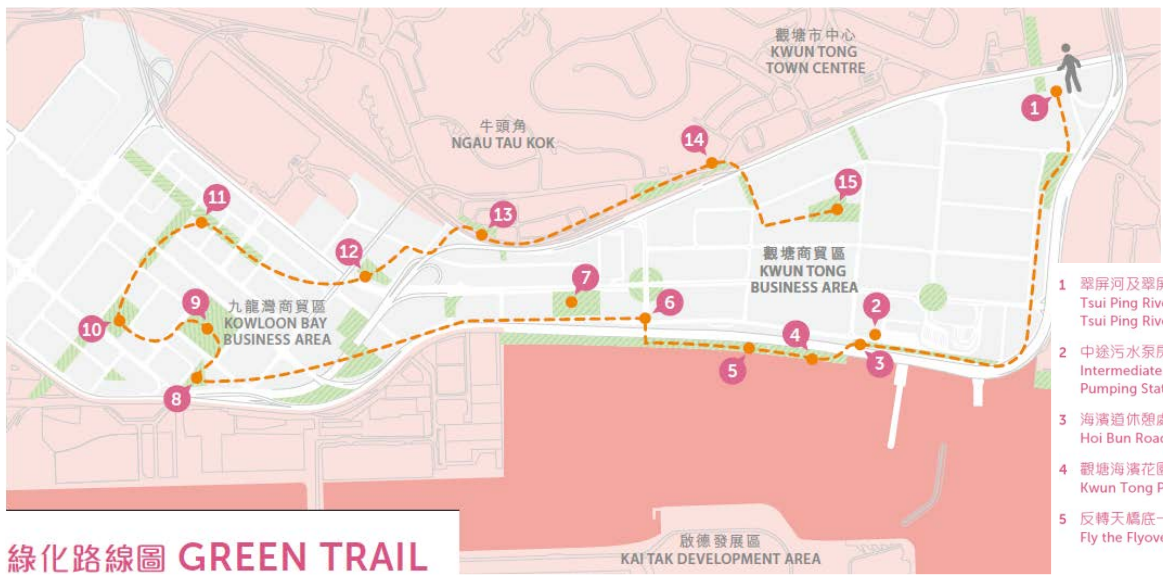 觀塘市中心
KWUN TONG
TOWN CENTRE
牛頭角
NGAU TAU KOK
1
14
15
11
13
12
觀塘商貿區
KWUN TONG
BUSINESS AREA
7
九龍灣商貿區
KOWLOON BAY
BUSINESS AREA
9
10
6
2
4
8
5
3
啟德發展區
KAI TAK DEVELOPMENT AREA
綠化路線圖 GREEN TRAIL
1 翠屏河及翠屏
Tsui Ping Rive
Tsui Ping Rive
2 中途污水泵房
Intermediate
Pumping Stat
3 海濱道休憩處
Hoi Bun Road
4 觀塘海濱花園
Kwun Tong P
5 反轉天橋底一
Fly the Flyove